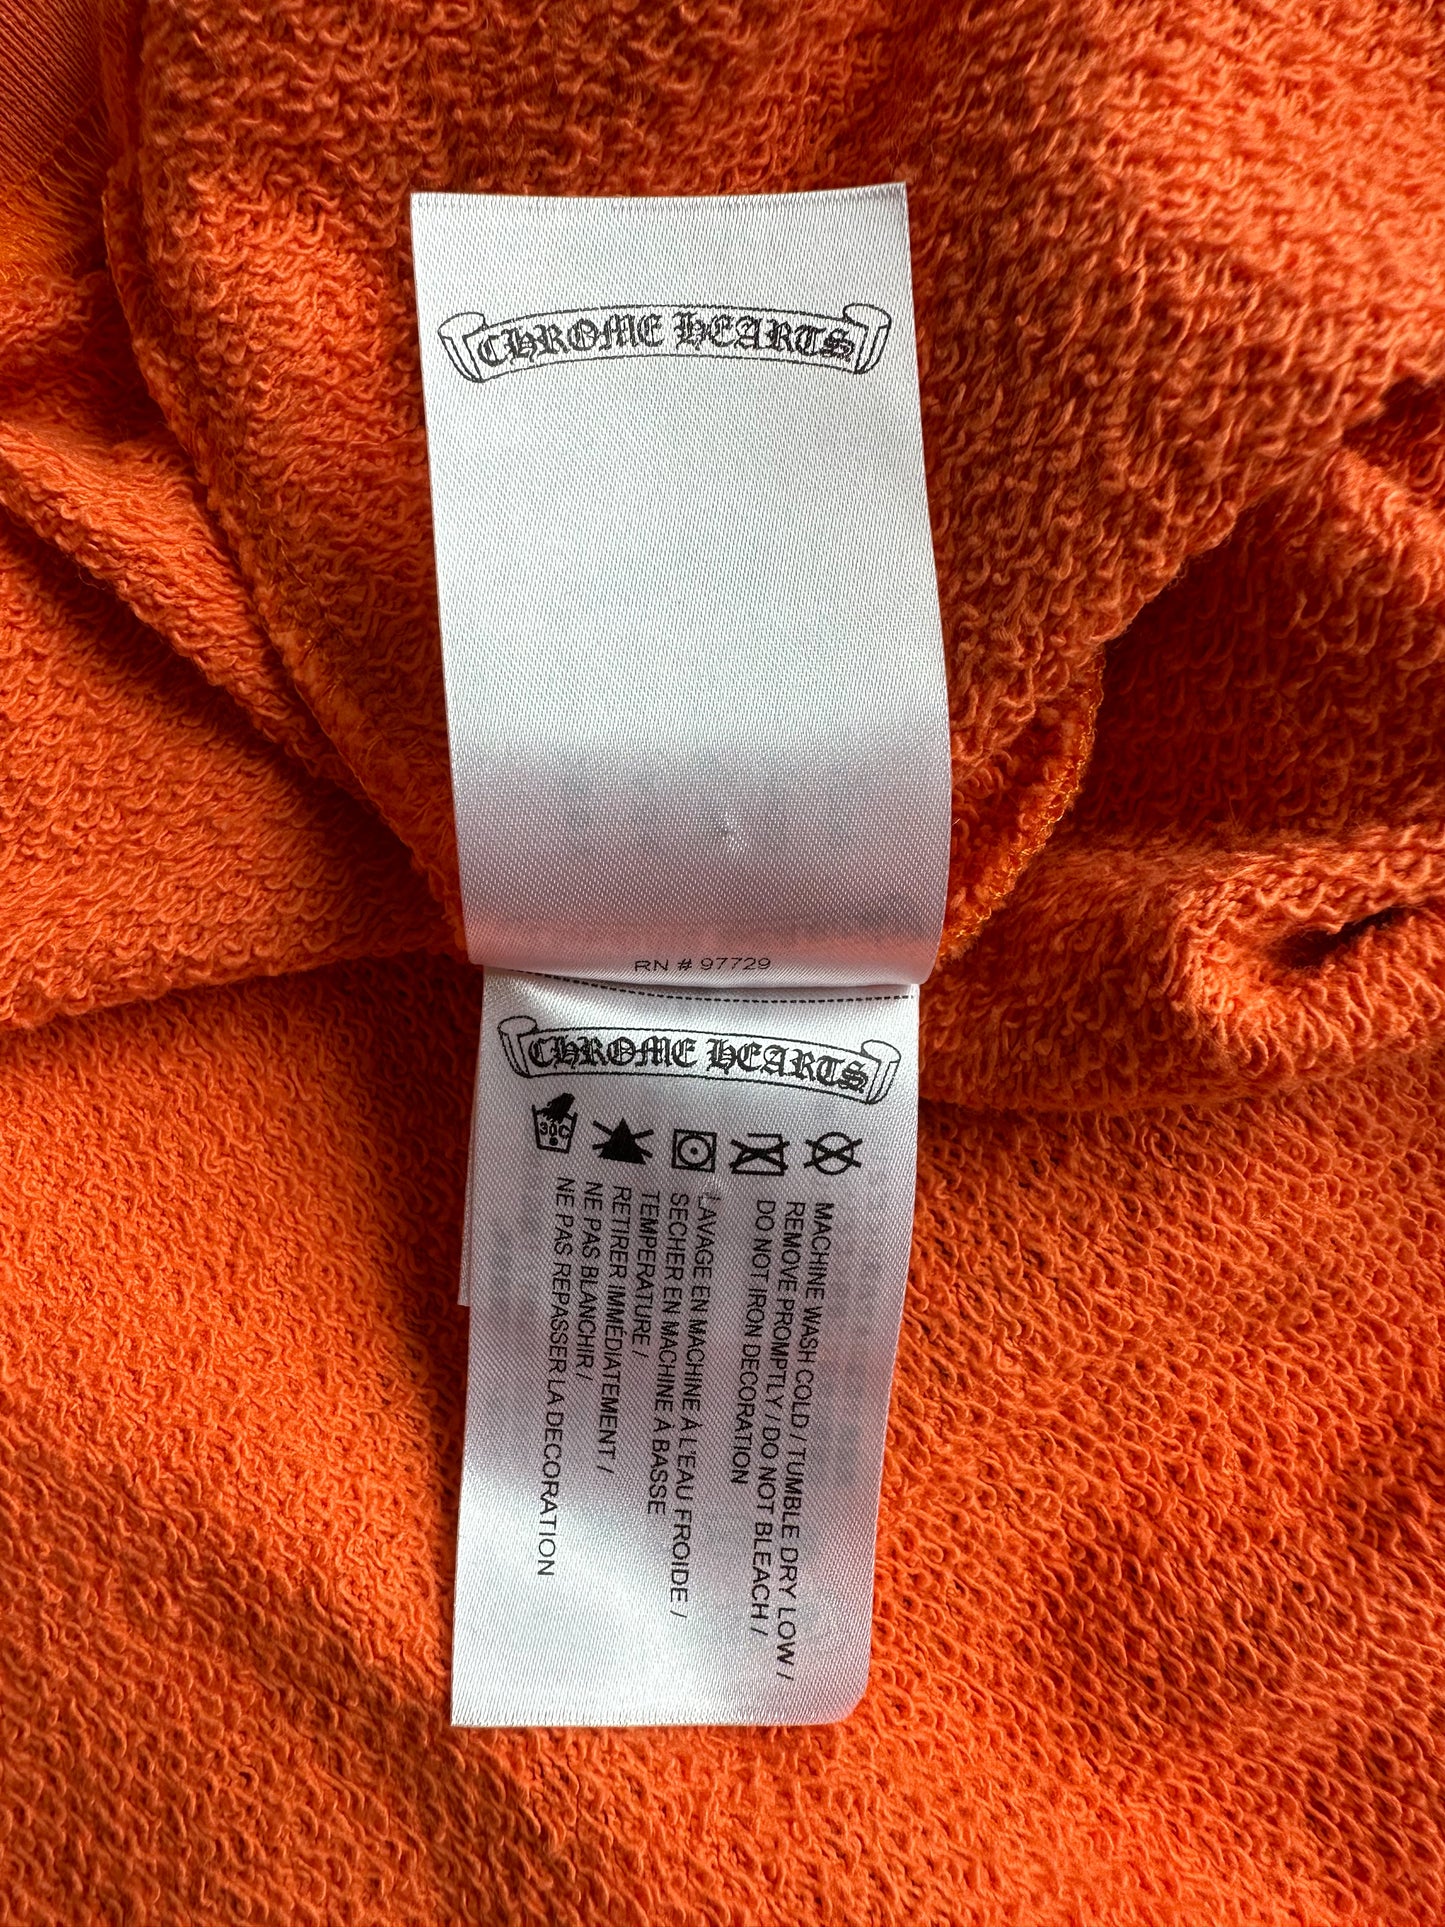 CHROME HEARTS
RN # 97729
CHROME HEARTS
30C
MACHINE WASH COLD / TUMBLE DRY LOW /
REMOVE PROMPTLY / DO NOT BLEACH /
DO NOT IRON DECORATION
LAVAGE EN MACHINE À L'EAU FROIDE /
SECHER EN MACHINE À BASSE
TEMPERATURE /
RETIRER IMMÉDIATEMENT /
NE PAS BLANCHIR /
NE PAS REPASSER LA DECORATION